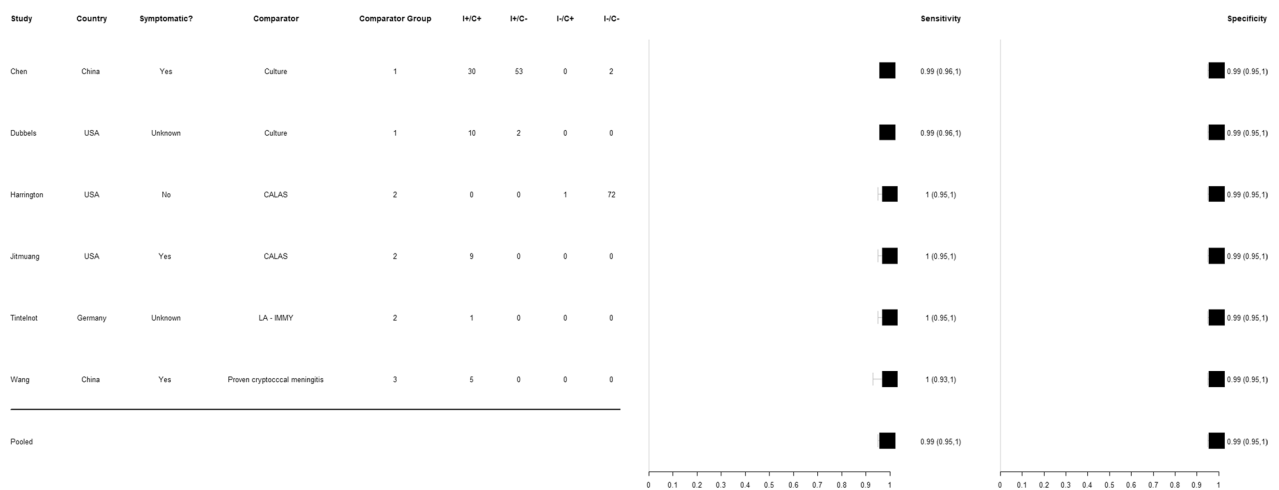 Study Country Symptomatic? Comparator Comparator Group I+/C+ I+/C- I-/C+ I-/C- Sensitivity Specificity
Chen China Yes Culture 1 30 53 0 2 0.99 (0.96,1) 0.99 (0.95,1)
Dubbels USA Unknown Culture 1 10 2 0 0 0.99 (0.96,1) 0.99 (0.95,1)
Harrington USA No CALAS 2 0 0 1 72 1 (0.95,1) 0.99 (0.95,1)
Jitmuang USA Yes CALAS 2 9 0 0 0 1 (0.95,1) 0.99 (0.95,1)
Tintelnot Germany Unknown LA - IMMY 2 1 0 0 0 1 (0.95,1) 0.99 (0.95,1)
Wang China Yes Proven cryptocccal meningitis 3 5 0 0 0 1 (0.93,1) 0.99 (0.95,1)
Pooled 0.99 (0.95,1) 0.99 (0.95,1)
0 0.1 0.2 0.3 0.4 0.5 0.6 0.7 0.8 0.9 1 0 0.1 0.2 0.3 0.4 0.5 0.6 0.7 0.8 0.9 1